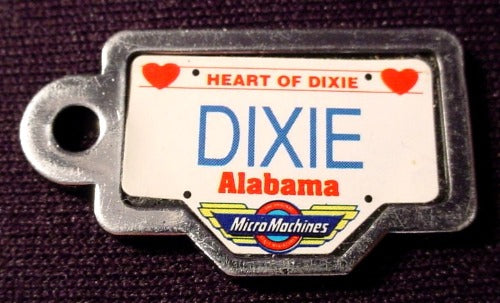 HEART OF DIXIE
DIXIE
Alabama
Micro Machines